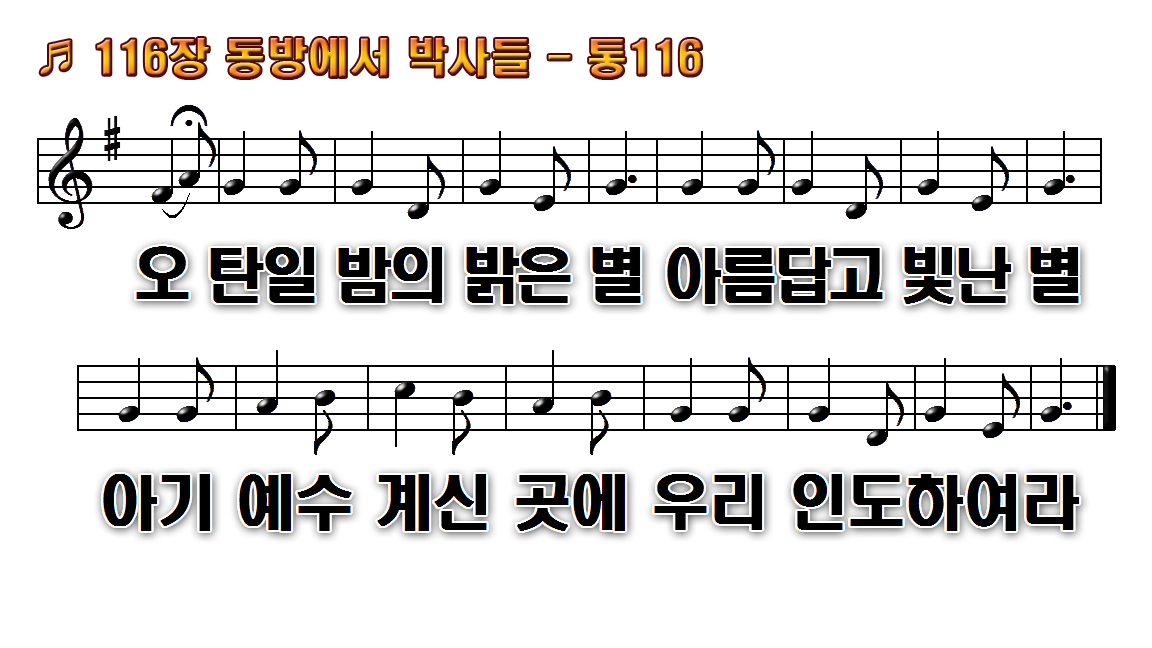 ♬ 116장 동방에서 박사들 - 통116
오 탄일 밤의 밝은 별 아름답고 빛난 별
아기 예수 계신 곳에 우리 인도하여라